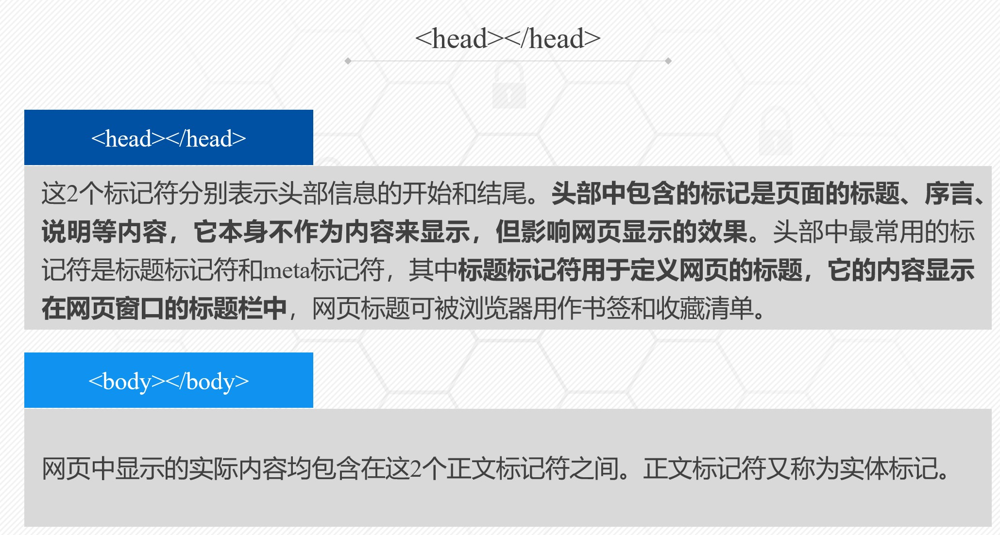 <head></head>
<head></head>
这2个标记符分别表示头部信息的开始和结尾。头部中包含的标记是页面的标题、序言、
说明等内容，它本身不作为内容来显示，但影响网页显示的效果。头部中最常用的标
记符是标题标记符和meta标记符，其中标题标记符用于定义网页的标题，它的内容显示
在网页窗口的标题栏中，网页标题可被浏览器用作书签和收藏清单。
<body></body>
网页中显示的实际内容均包含在这2个正文标记符之间。正文标记符又称为实体标记。